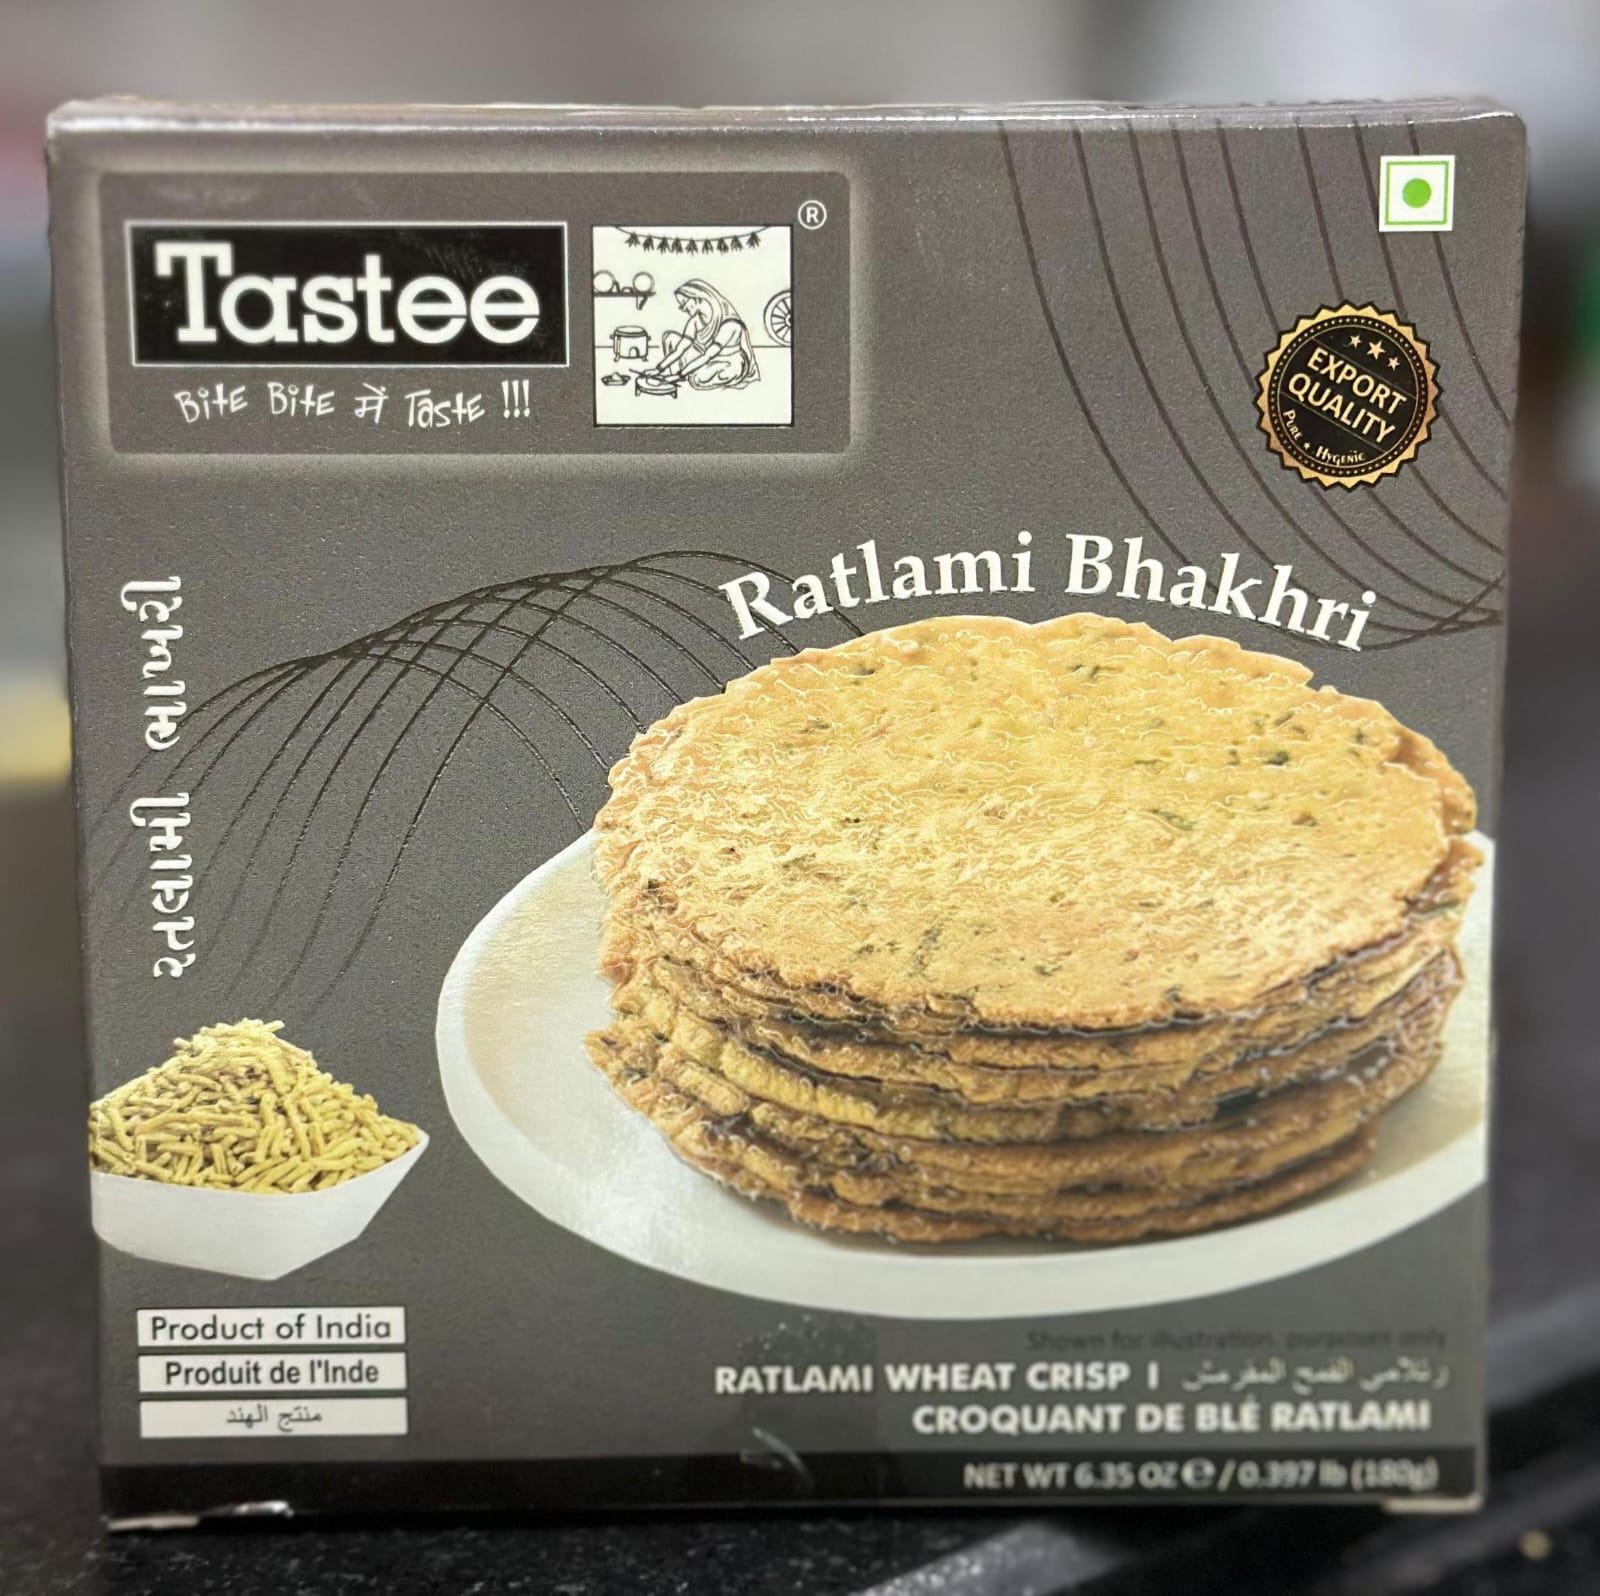 Tastee
®
Bite Bite में Taste !!!
EXPORT
QUALITY
PURE • HYGENIC
Ratlami Bhakhri
રતલામી ભાખરી
Product of India
Produit de l'Inde
منتج الهند
Shown for illustration purposes only
RATLAMI WHEAT CRISP | رتلامي القمح المقرمش
CROQUANT DE BLÉ RATLAMI
NET WT 6.35 OZ ℮ / 0.397 lb (180g)